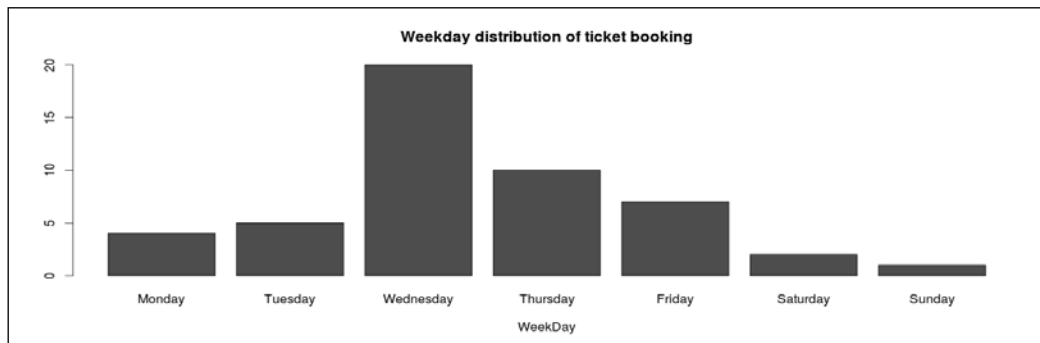 Weekday distribution of ticket booking
20
15
10
5
0
Monday Tuesday Wednesday Thursday Friday Saturday Sunday
WeekDay